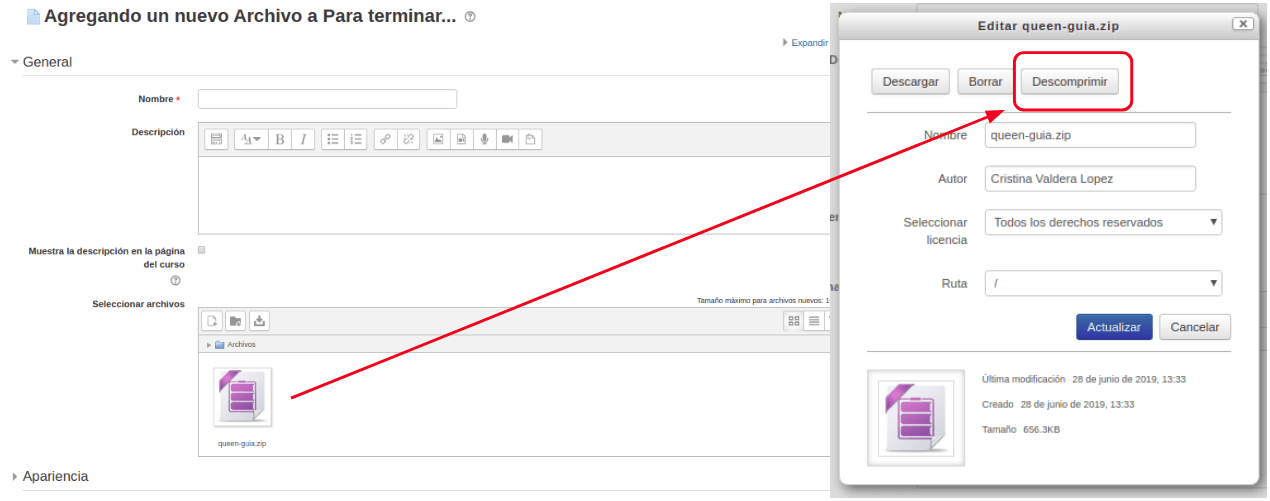 Agregando un nuevo Archivo a Para terminar...
Expandir
General
Nombre
Descripción
Muestra la descripción en la página
del curso
Seleccionar archivos
Tamaño máximo para archivos nuevos: 1
Archivos
queen-guia.zip
Apariencia
Editar queen-guia.zip
Descargar
Borrar
Descomprimir
Nombre
queen-guia.zip
Autor
Cristina Valdera Lopez
Seleccionar
licencia
Todos los derechos reservados
Ruta
/
Actualizar
Cancelar
Última modificación 28 de junio de 2019, 13:33
Creado 28 de junio de 2019, 13:33
Tamaño 656.3KB